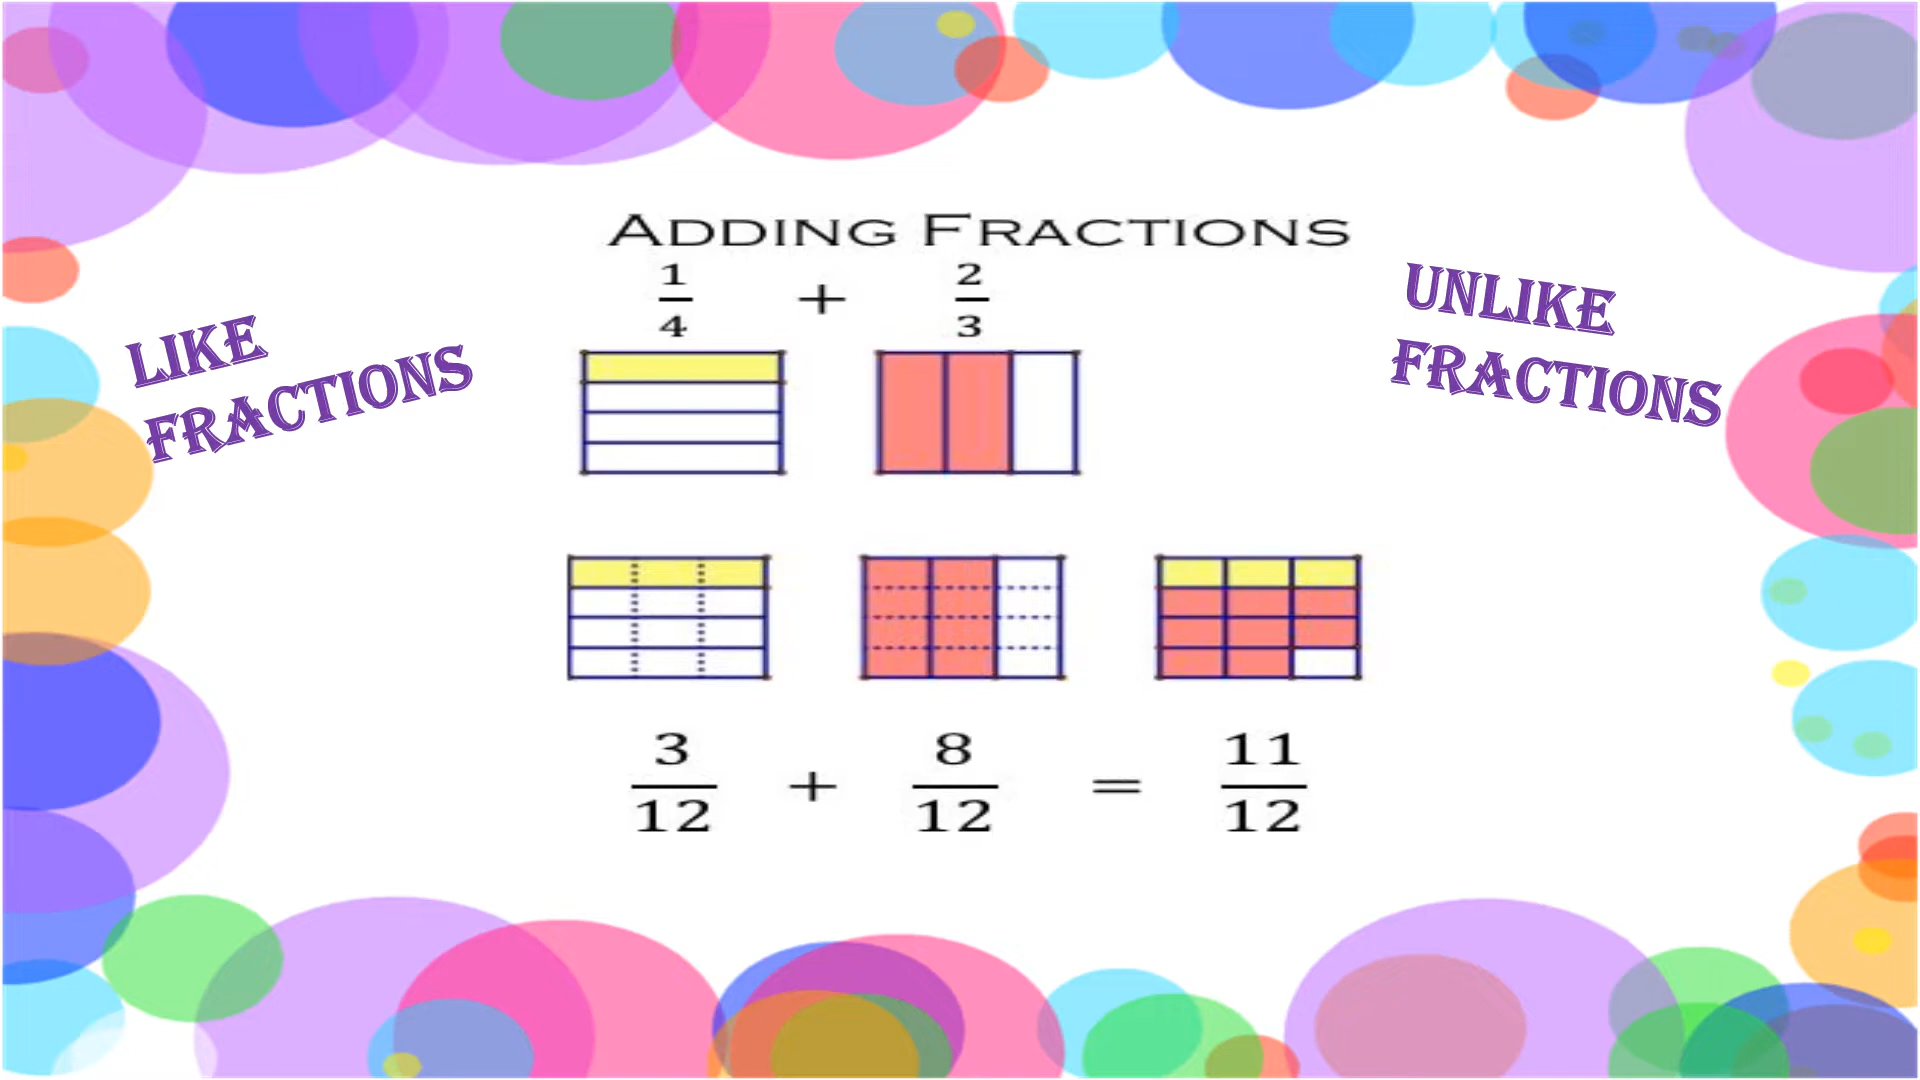 ADDING FRACTIONS
1/4 + 2/3
LIKE
FRACTIONS
UNLIKE
FRACTIONS
3/12 + 8/12 = 11/12